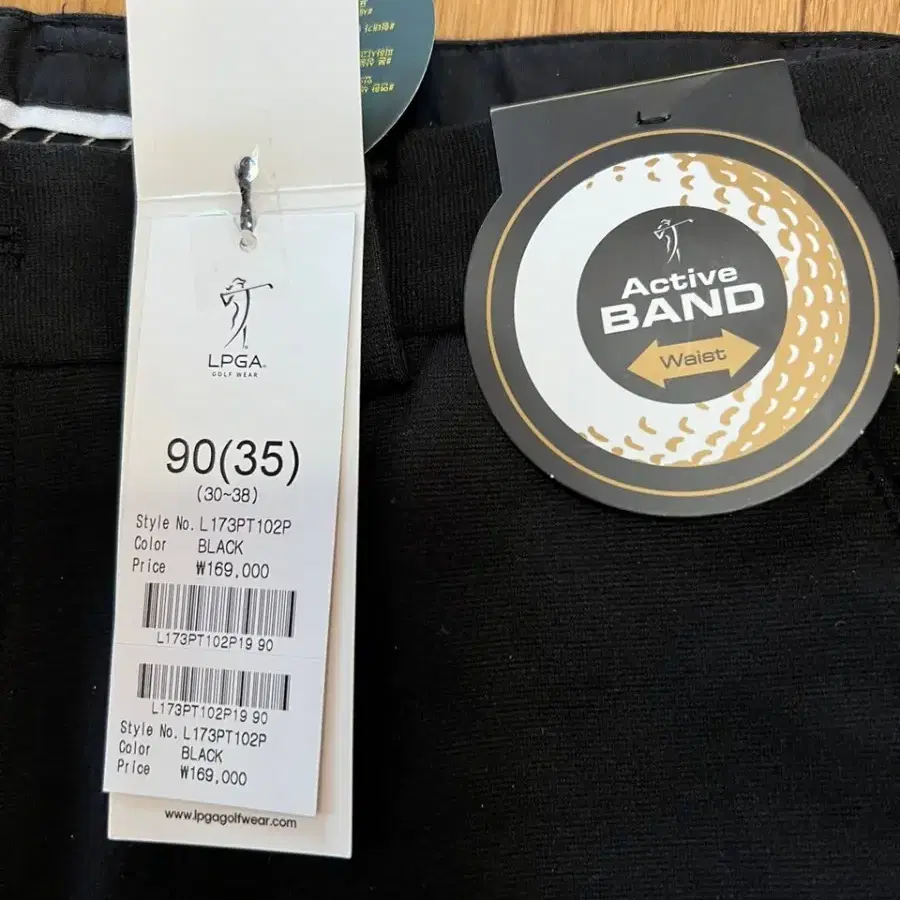 LPGA
GOLF WEAR
90(35)
(30~38)
Style No. L173PT102P
Color BLACK
Price ₩169,000
L173PT102P19 90
L173PT102P19 90
Style No. L173PT102P
Color BLACK
Price ₩169,000
www.lpgagolfwear.com
Active
BAND
Waist